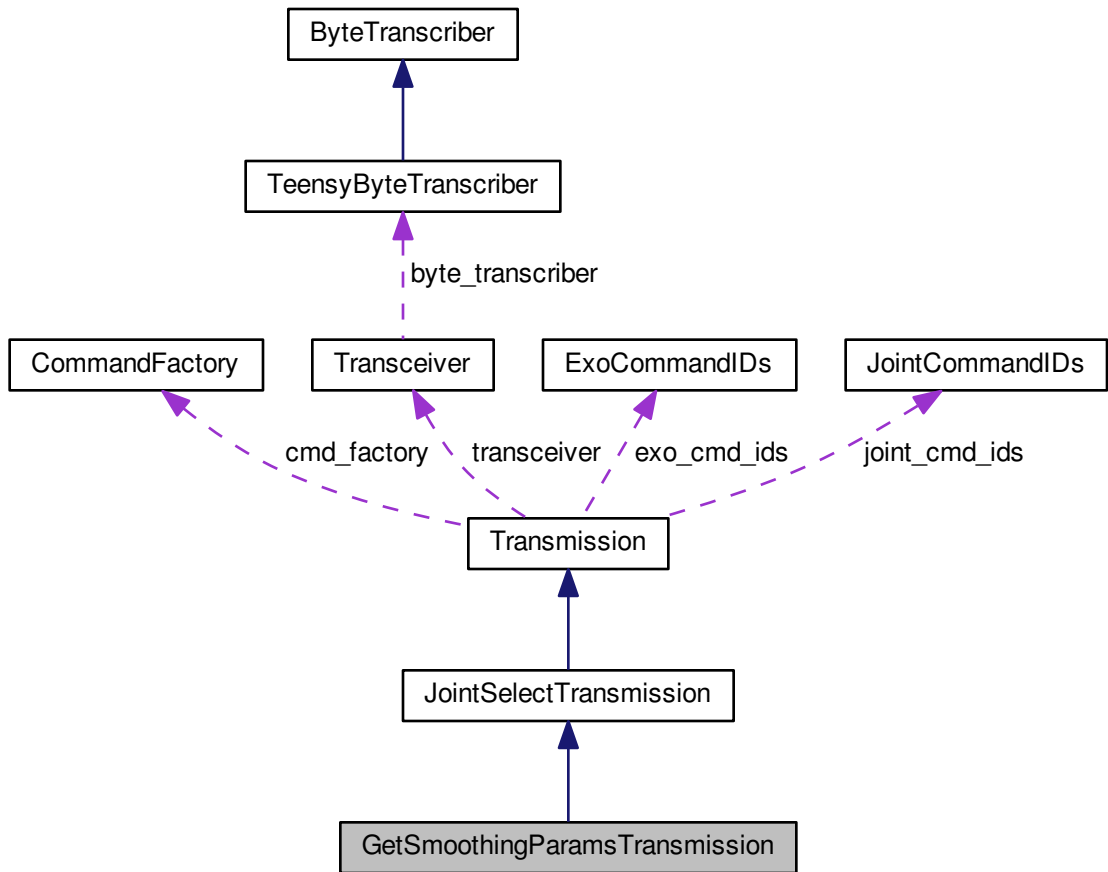 ByteTranscriber
TeensyByteTranscriber
byte_transcriber
CommandFactory
Transceiver
ExoCommandIDs
JointCommandIDs
cmd_factory
transceiver
exo_cmd_ids
joint_cmd_ids
Transmission
JointSelectTransmission
GetSmoothingParamsTransmission